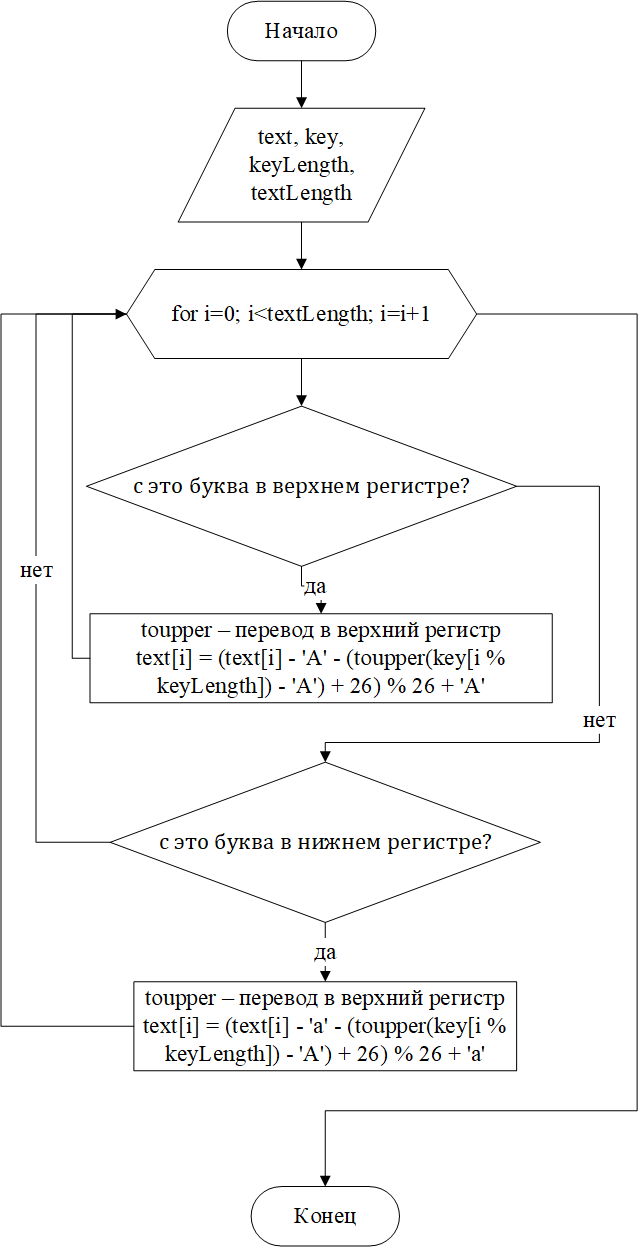 Начало
text, key,
keyLength,
textLength
for i=0; i<textLength; i=i+1
с это буква в верхнем регистре?
нет
да
toupper – перевод в верхний регистр
text[i] = (text[i] - 'A' - (toupper(key[i %
keyLength]) - 'A') + 26) % 26 + 'A'
нет
с это буква в нижнем регистре?
да
toupper – перевод в верхний регистр
text[i] = (text[i] - 'a' - (toupper(key[i %
keyLength]) - 'A') + 26) % 26 + 'a'
Конец